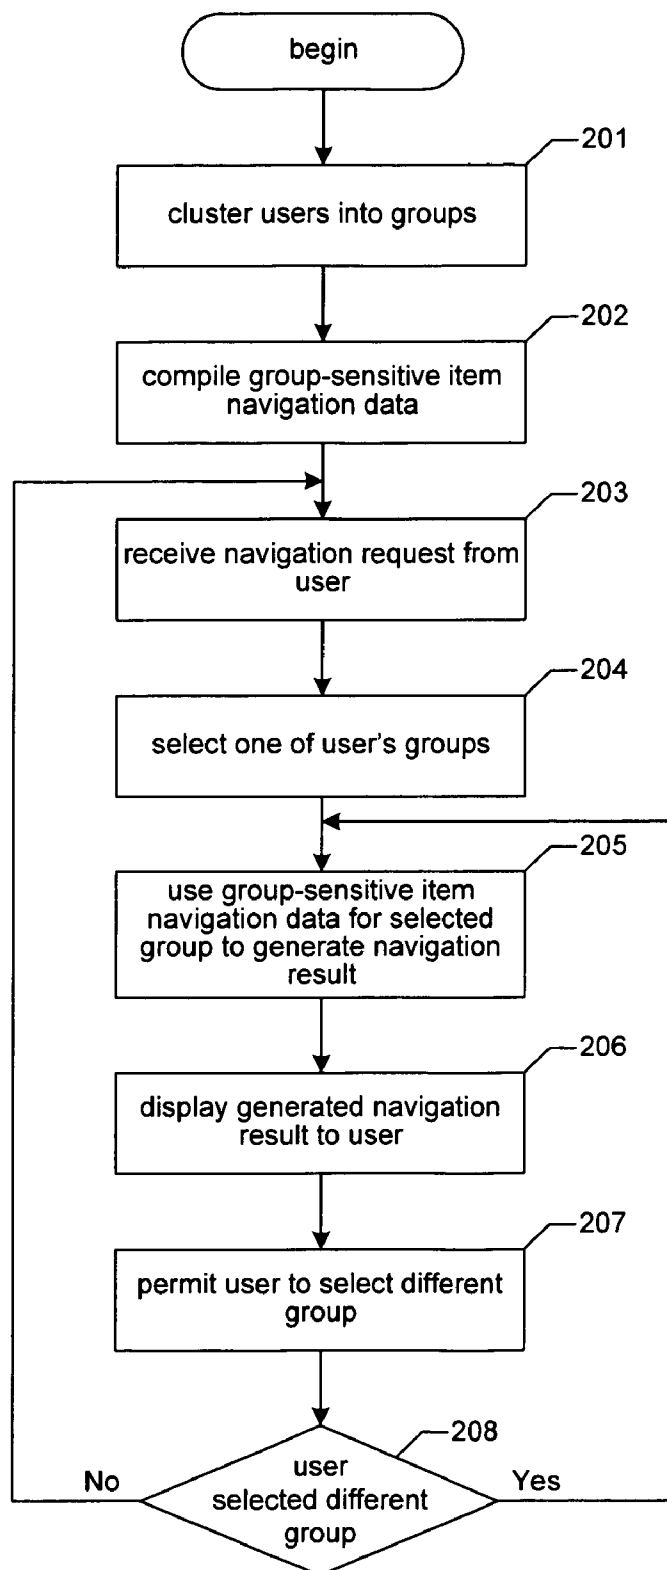 begin
201
cluster users into groups
202
compile group-sensitive item
navigation data
203
receive navigation request from
user
204
select one of user's groups
205
use group-sensitive item
navigation data for selected
group to generate navigation
result
206
display generated navigation
result to user
207
permit user to select different
group
208
No
user
selected different
group
Yes